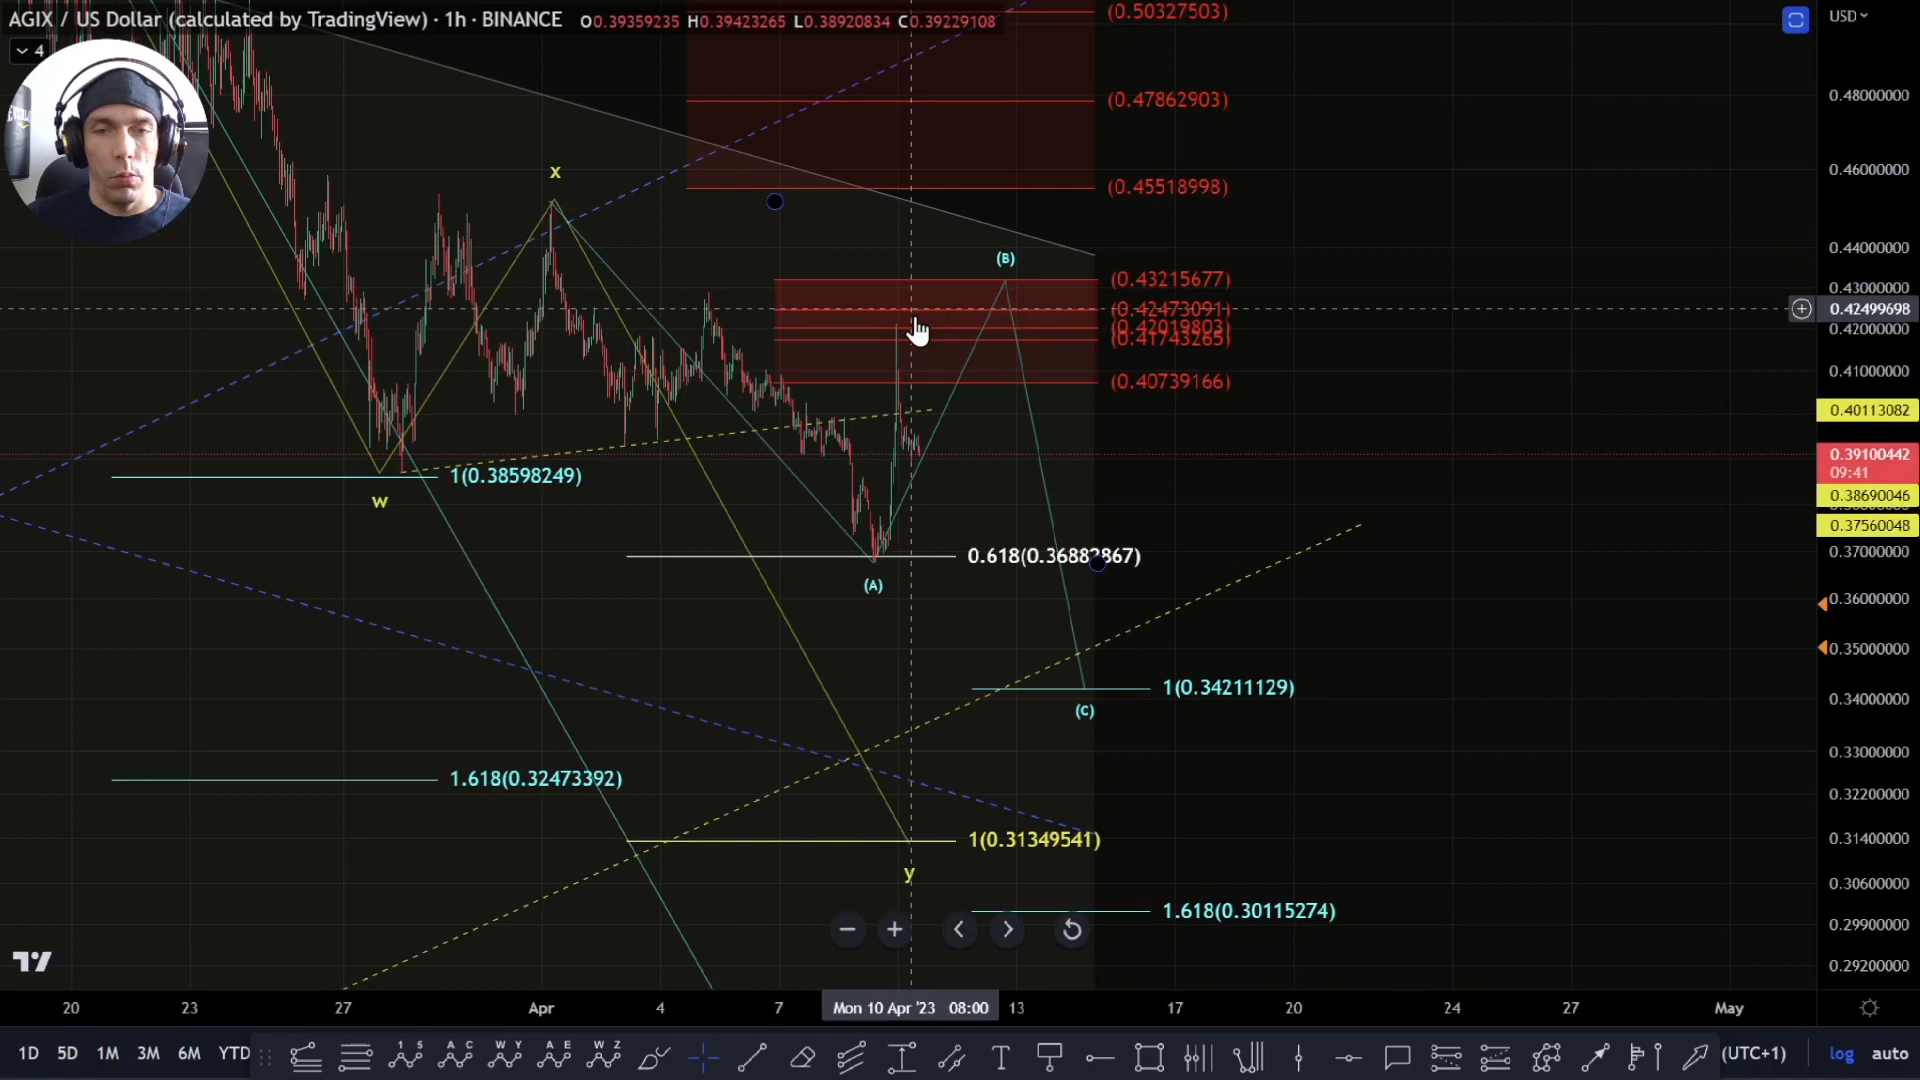 AGIX / US Dollar (calculated by TradingView) · 1h · BINANCE O0.39359235 H0.39423265 L0.38920834 C0.39229108
4
USD
(0.50327503)
(0.47862903)
(0.45518998)
(0.43215677)
(0.42473091)
(0.42019803)
(0.41743265)
(0.40739166)
x
(B)
w
1(0.38598249)
0.618(0.36883867)
(A)
1(0.34211129)
(C)
1.618(0.32473392)
1(0.31349541)
y
1.618(0.30115274)
0.48000000
0.46000000
0.44000000
0.43000000
0.42499698
0.42000000
0.41000000
0.40113082
0.39100442
09:41
0.38690046
0.37560048
0.37000000
0.36000000
0.35000000
0.34000000
0.33000000
0.32200000
0.31400000
0.30600000
0.29900000
0.29200000
20 23 27 Apr 4 7 Mon 10 Apr '23 08:00 13 17 20 24 27 May
1D 5D 1M 3M 6M YTD
1 5
A C
W Y
A E
W Z
(UTC+1) log auto